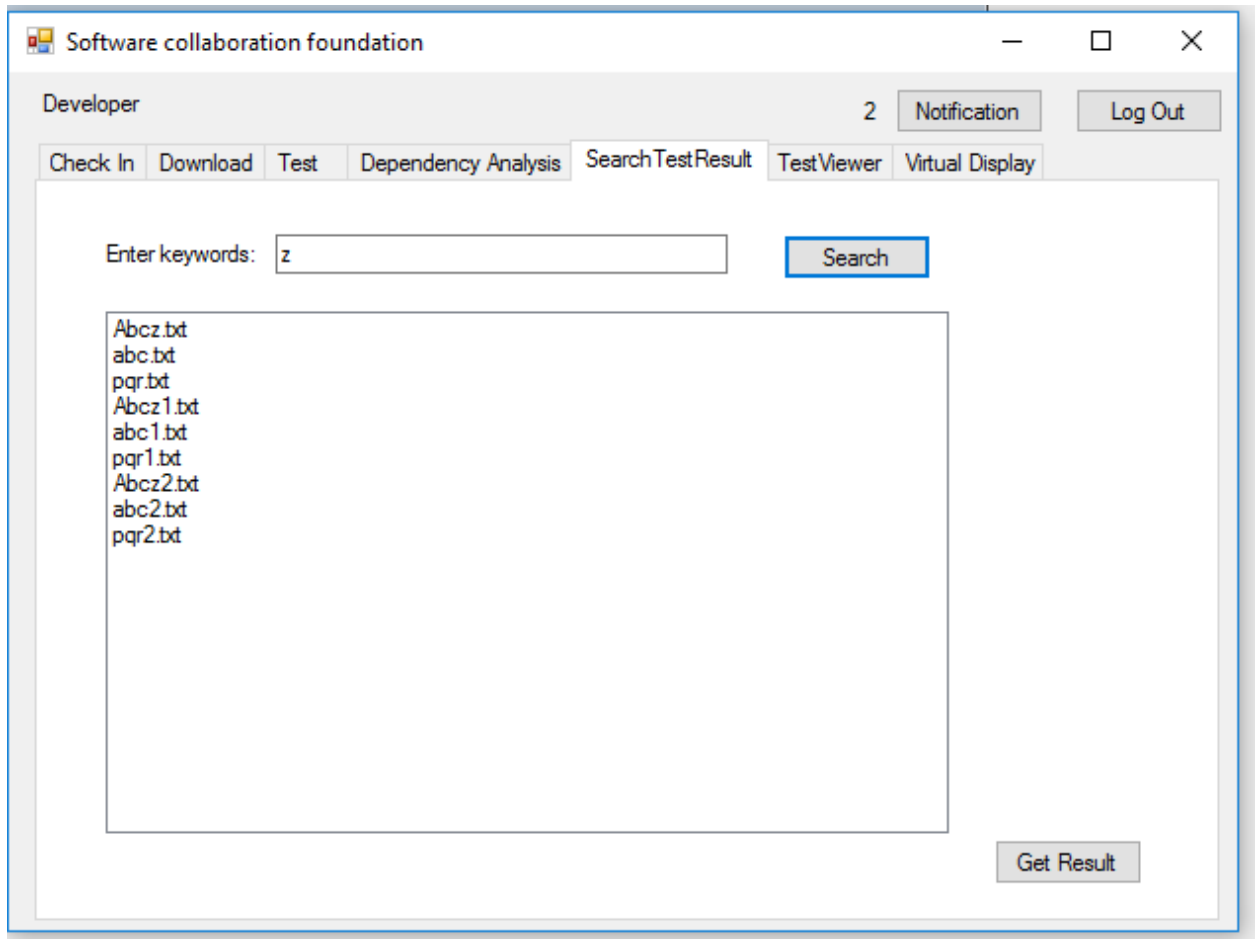 Software collaboration foundation
Developer
2 Notification Log Out
Check In Download Test Dependency Analysis SearchTestResult TestViewer Virtual Display
Enter keywords: z Search
Abcz.txt
abc.txt
pqr.txt
Abcz1.txt
abc1.txt
pqr1.txt
Abcz2.txt
abc2.txt
pqr2.txt
Get Result